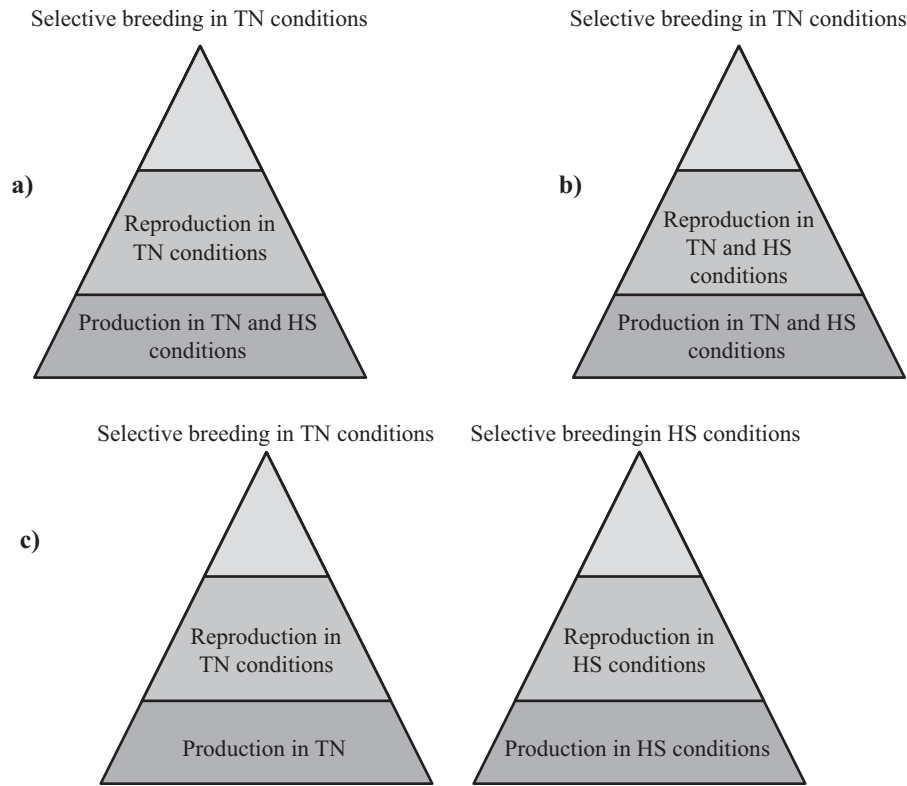 Selective breeding in TN conditions
a)
Reproduction in
TN conditions
Production in TN and HS
conditions
Selective breeding in TN conditions
b)
Reproduction in
TN and HS
conditions
Production in TN and HS
conditions
c)
Selective breeding in TN conditions
Reproduction in
TN conditions
Production in TN
Selective breedingin HS conditions
Reproduction in
HS conditions
Production in HS conditions